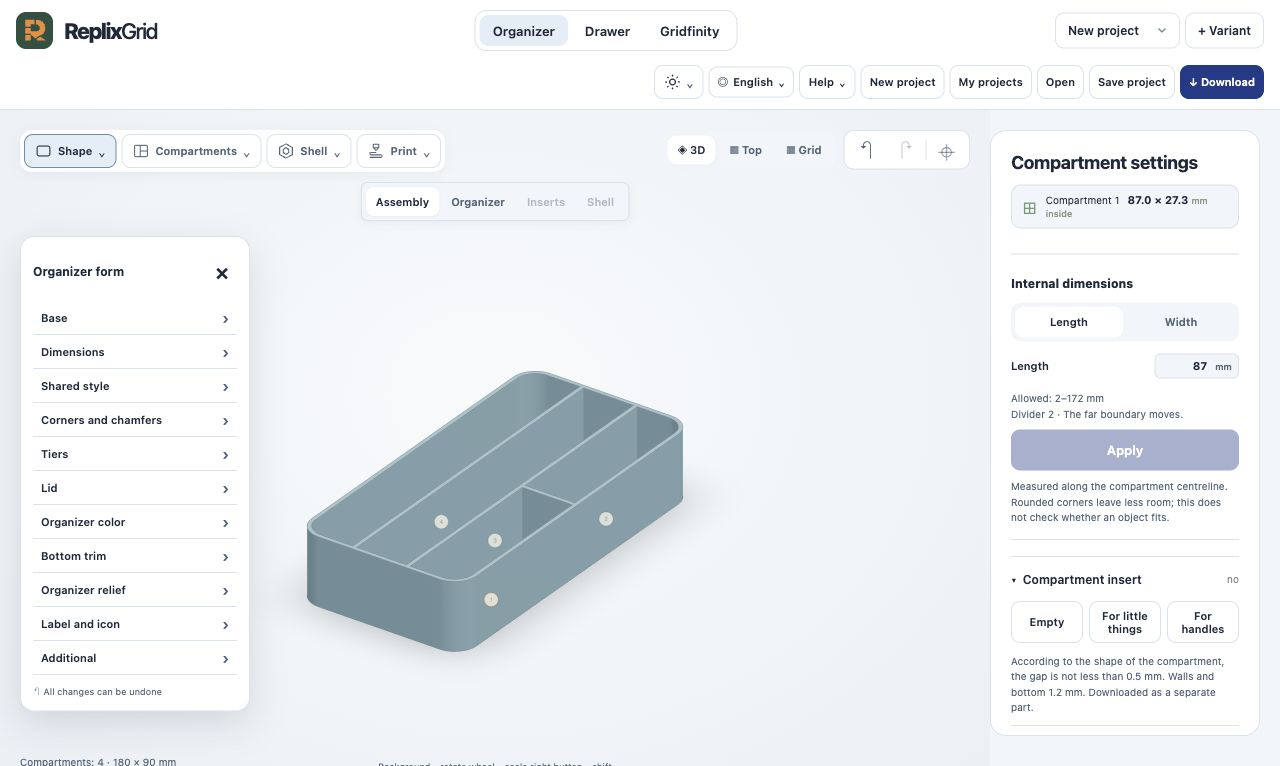 ReplixGrid
Organizer Drawer Gridfinity
New project
+ Variant
English
Help
New project
My projects
Open
Save project
↓ Download
Shape
Compartments
Shell
Print
3D
Top
Grid
Assembly Organizer Inserts Shell
Organizer form
Base
Dimensions
Shared style
Corners and chamfers
Tiers
Lid
Organizer color
Bottom trim
Organizer relief
Label and icon
Additional
All changes can be undone
4
3
2
1
Compartments: 4 · 180 × 90 mm
Compartment settings
Compartment 1 87.0 × 27.3 mm
inside
Internal dimensions
Length Width
Length 87 mm
Allowed: 2–172 mm
Divider 2 · The far boundary moves.
Apply
Measured along the compartment centreline.
Rounded corners leave less room; this does
not check whether an object fits.
Compartment insert no
Empty
For little
things
For
handles
According to the shape of the compartment,
the gap is not less than 0.5 mm. Walls and
bottom 1.2 mm. Downloaded as a separate
part.